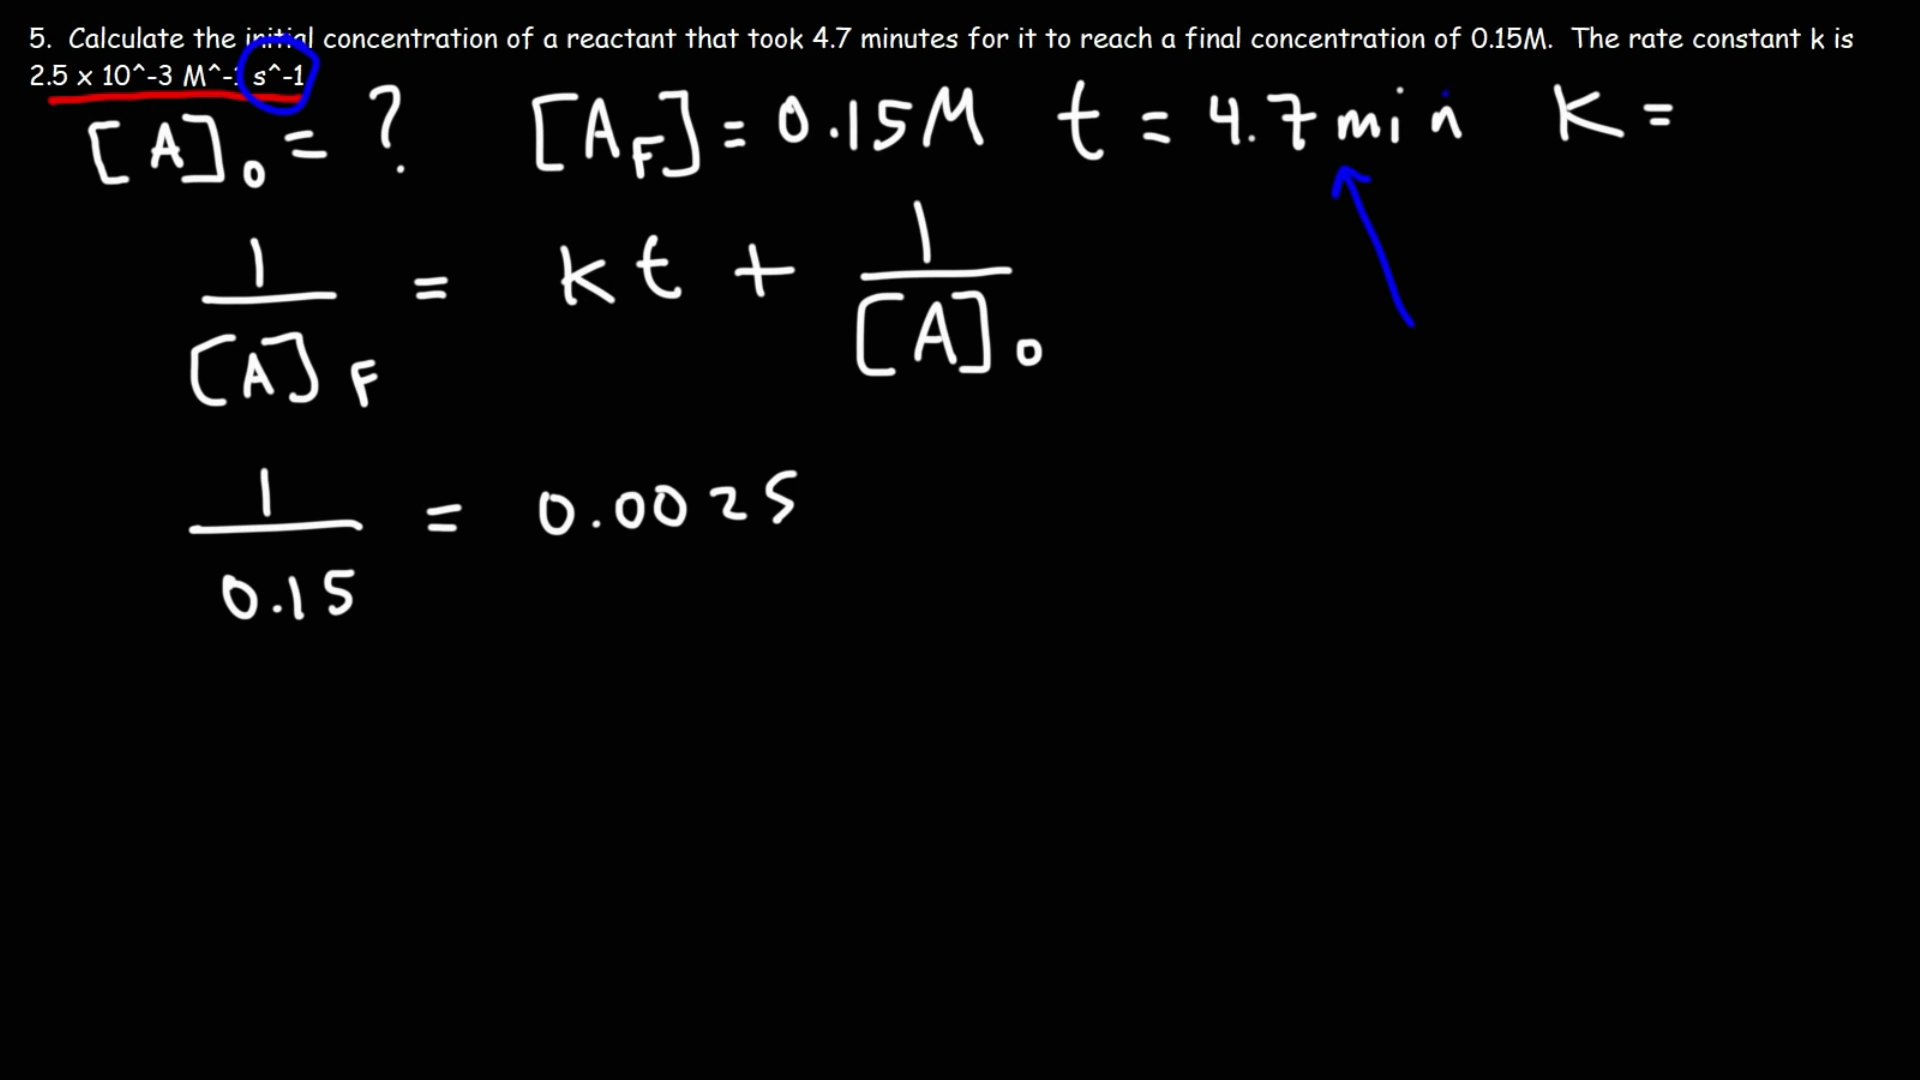 5. Calculate the initial concentration of a reactant that took 4.7 minutes for it to reach a final concentration of 0.15M. The rate constant k is
2.5 x 10^-3 M^-1 s^-1
[A]₀ = ? [A_F] = 0.15M t = 4.7 min K =
1/[A]_F = kt + 1/[A]₀
1/0.15 = 0.0025